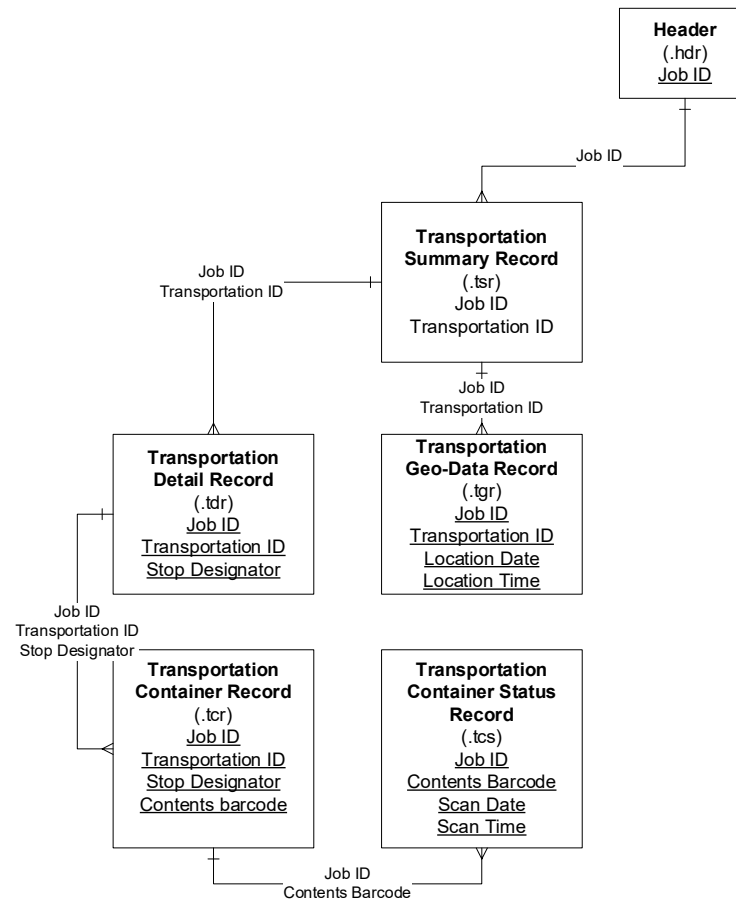 Header
(.hdr)
Job ID
Job ID
Transportation
Summary Record
(.tsr)
Job ID
Transportation ID
Job ID
Transportation ID
Job ID
Transportation ID
Transportation
Detail Record
(.tdr)
Job ID
Transportation ID
Stop Designator
Transportation
Geo-Data Record
(.tgr)
Job ID
Transportation ID
Location Date
Location Time
Job ID
Transportation ID
Stop Designator
Transportation
Container Record
(.tcr)
Job ID
Transportation ID
Stop Designator
Contents barcode
Transportation
Container Status
Record
(.tcs)
Job ID
Contents Barcode
Scan Date
Scan Time
Job ID
Contents Barcode